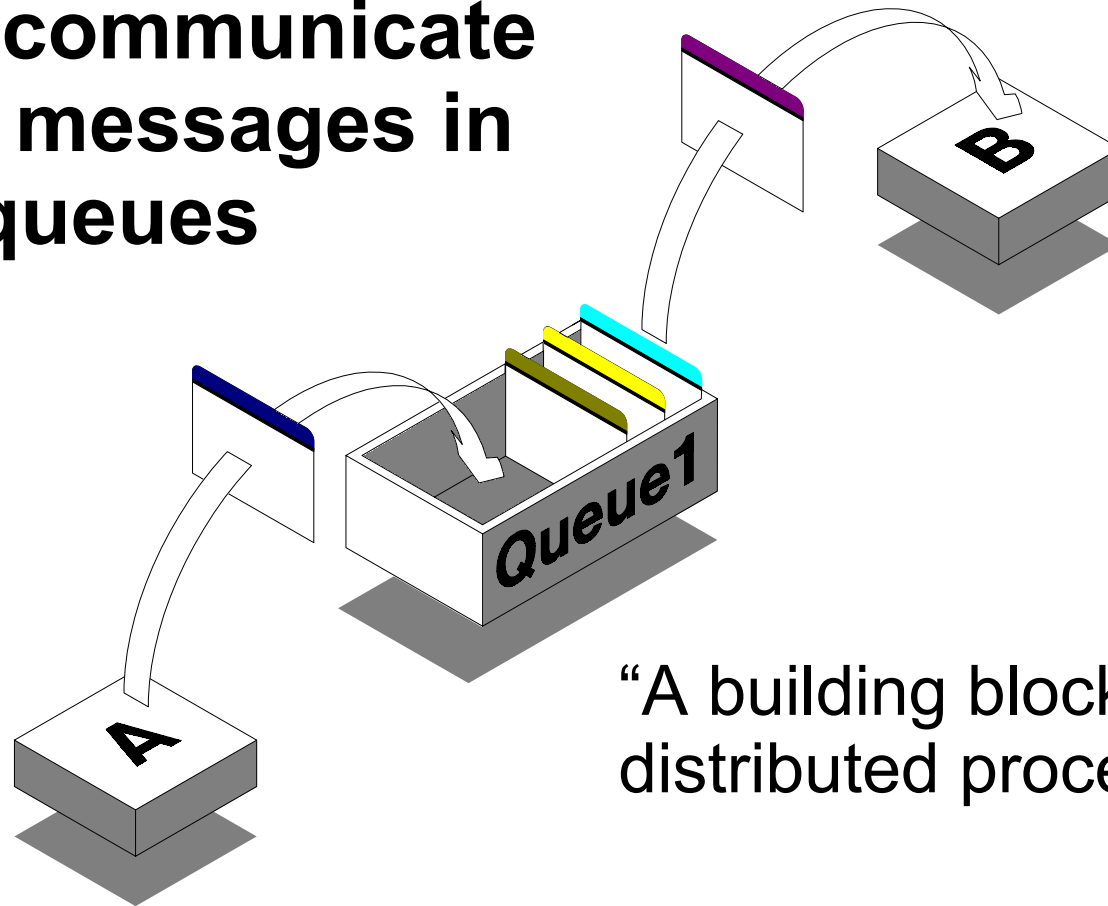 communicate
messages in
queues
B
Queue1
A
“A building block
distributed proce